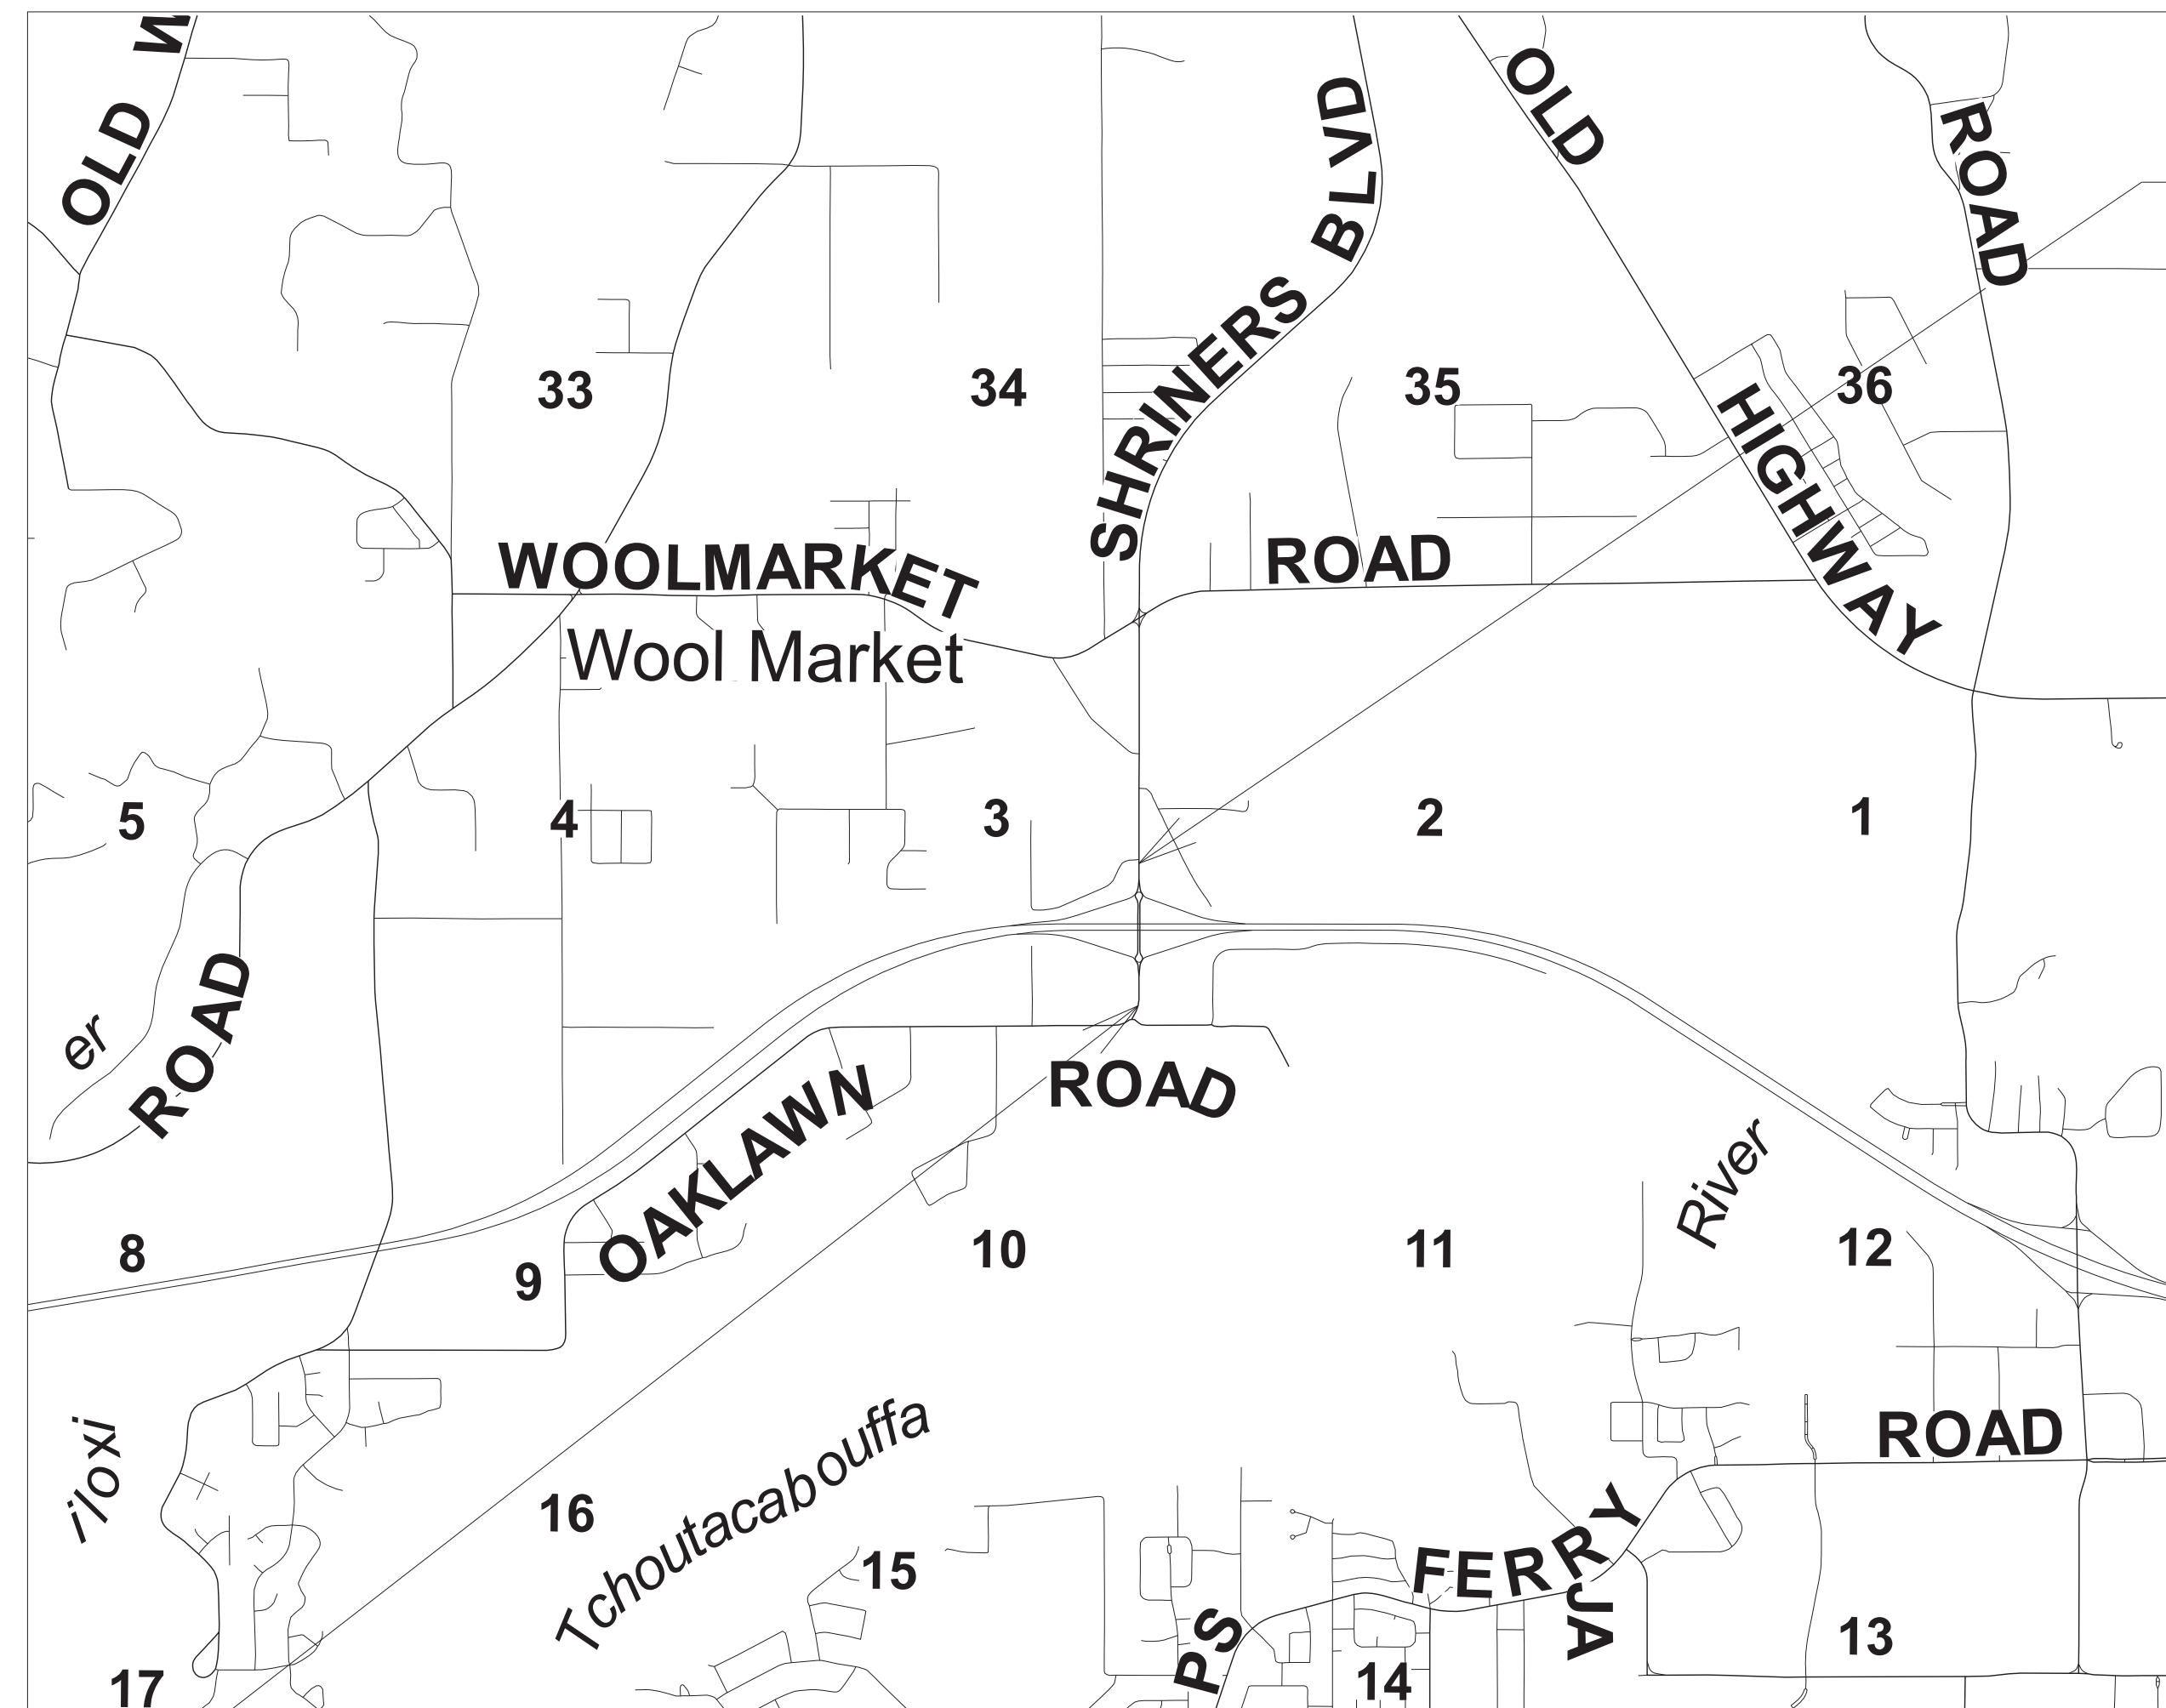 OLD
W
SHRINERS BLVD
OLD
HIGHWAY
ROAD
33
34
35
36
WOOLMARKET
ROAD
Wool Market
5
4
3
2
1
er
ROAD
OAKLAWN
ROAD
River
8
9
10
11
12
iloxi
ROAD
Tchoutacabouffa
16
15
FERRY
JA
PS
13
14
17